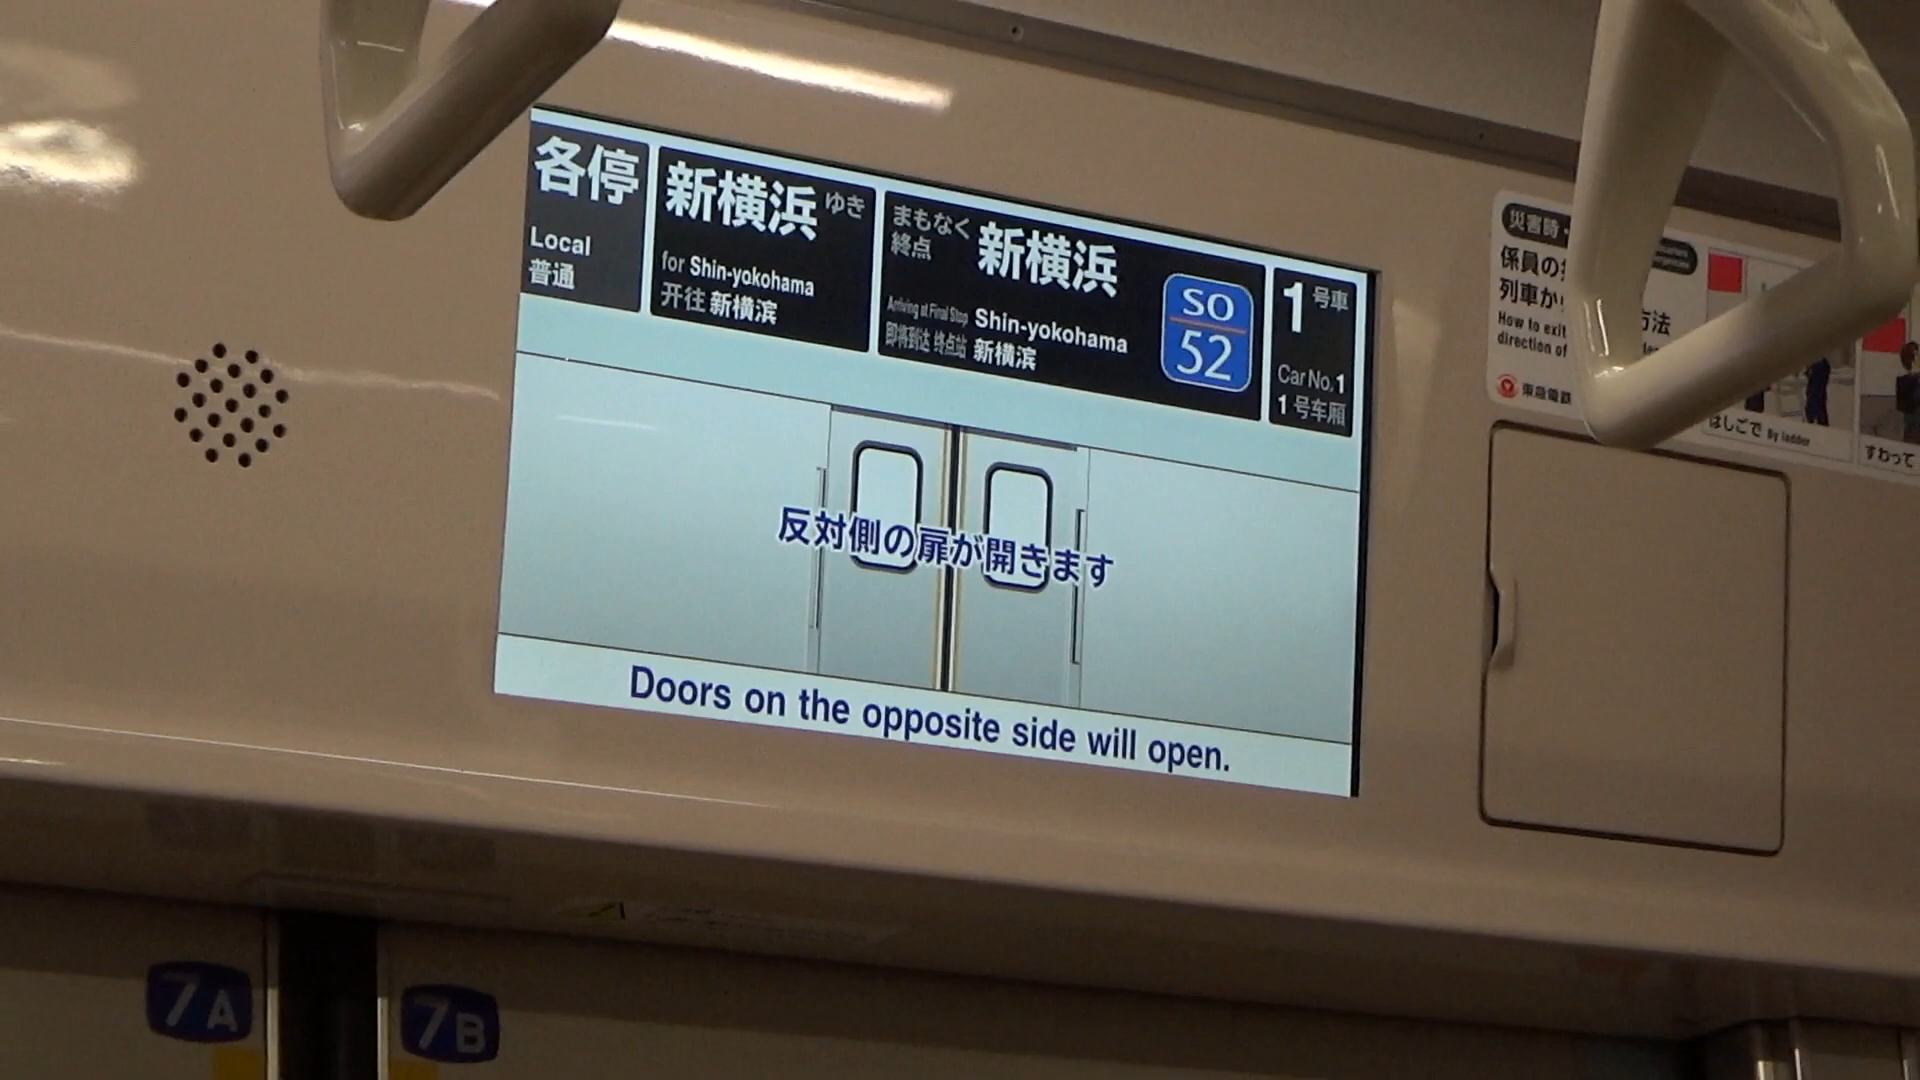 各停
Local
普通
新横浜 ゆき
for Shin-yokohama
开往 新横滨
まもなく
終点
新横浜
Arriving at Final Stop
Shin-yokohama
即将到达 终点站
新横滨
SO
52
1 号車
Car No. 1
1 号车厢
反対側の扉が開きます
Doors on the opposite side will open.
災害時・
係員の
列車か
方法
How to exit
direction of
東急電鉄
はしごで By ladder
すわって
7A
7B